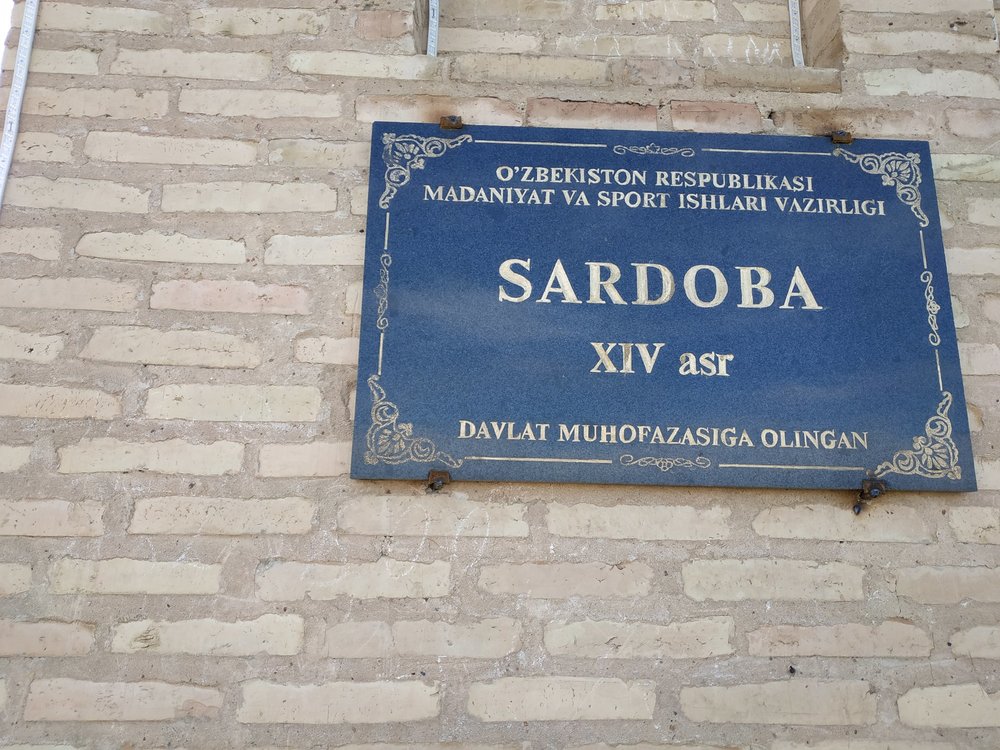 O'ZBEKISTON RESPUBLIKASI
MADANIYAT VA SPORT ISHLARI VAZIRLIGI
SARDOBA
XIV asr
DAVLAT MUHOFAZASIGA OLINGAN